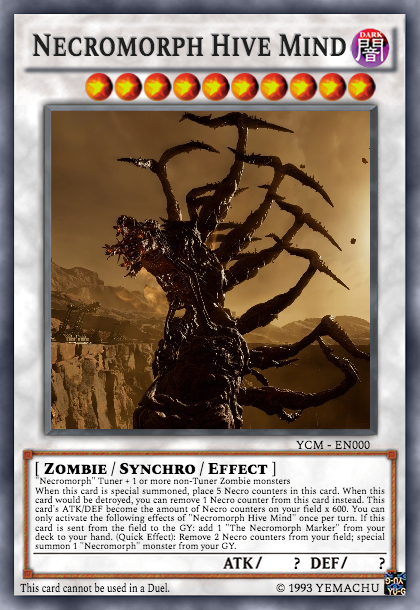 Necromorph Hive Mind
DARK
闇
YCM - EN000
[ Zombie / Synchro / Effect ]
"Necromorph" Tuner + 1 or more non-Tuner Zombie monsters
When this card is special summoned, place 5 Necro counters in this card. When this
card would be detroyed, you can remove 1 Necro counter from this card instead. This
card's ATK/DEF become the amount of Necro counters on your field x 600. You can
only activate the following effects of "Necromorph Hive Mind" once per turn. If this
card is sent from the field to the GY: add 1 "The Necromorph Marker" from your
deck to your hand. (Quick Effect): Remove 2 Necro counters from your field; special
summon 1 "Necromorph" monster from your GY.
ATK / ? DEF / ?
This card cannot be used in a Duel.
© 1993 YEMACHU